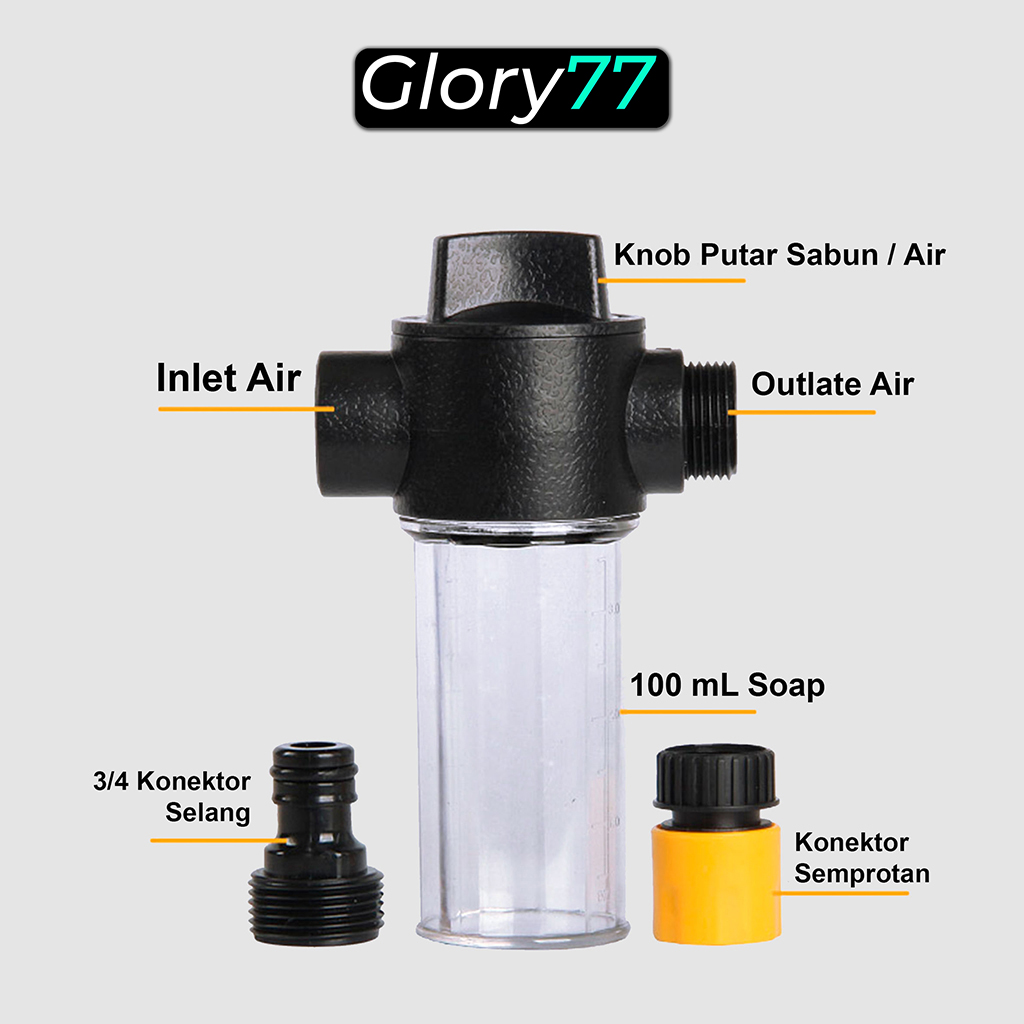 Glory77
Knob Putar Sabun / Air
Inlet Air
Outlate Air
100 mL Soap
3/4 Konektor
Selang
Konektor
Semprotan